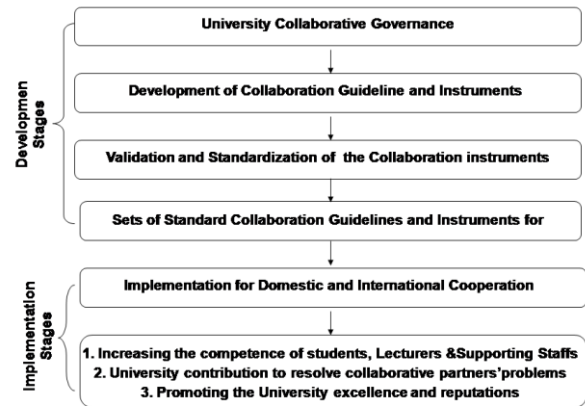 University Collaborative Governance
Development of Collaboration Guideline and Instruments
Validation and Standardization of the Collaboration instruments
Sets of Standard Collaboration Guidelines and Instruments for
Developmen
Stages
Implementation for Domestic and International Cooperation
1. Increasing the competence of students, Lecturers &Supporting Staffs
2. University contribution to resolve collaborative partners'problems
3. Promoting the University excellence and reputations
Implementation
Stages